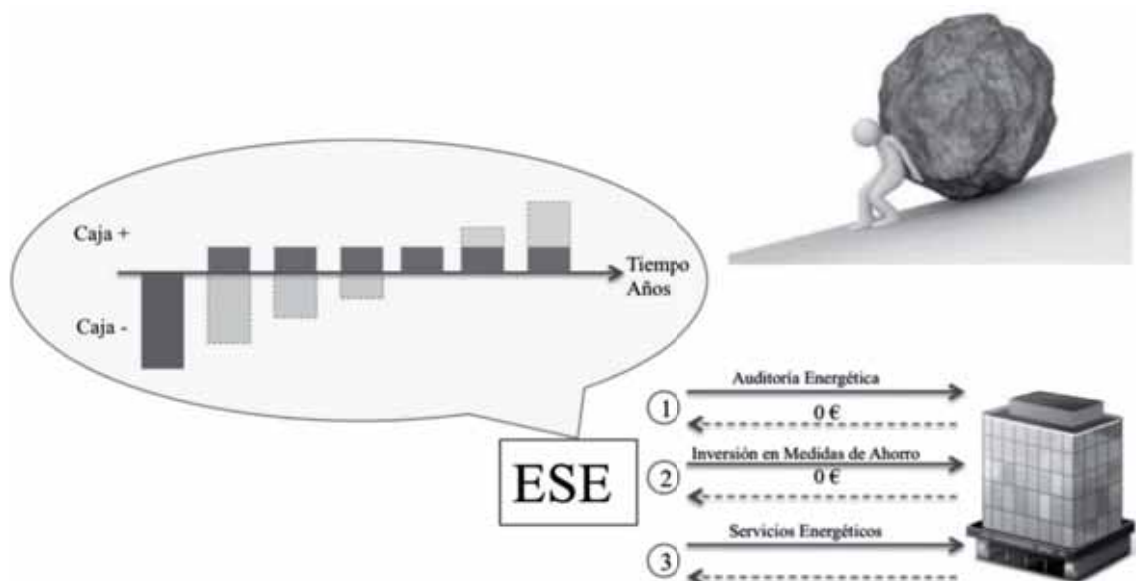 Caja +
Tiempo
Años
Caja -
ESE
1
Auditoría Energética
0 €
2
Inversión en Medidas de Ahorro
0 €
3
Servicios Energéticos